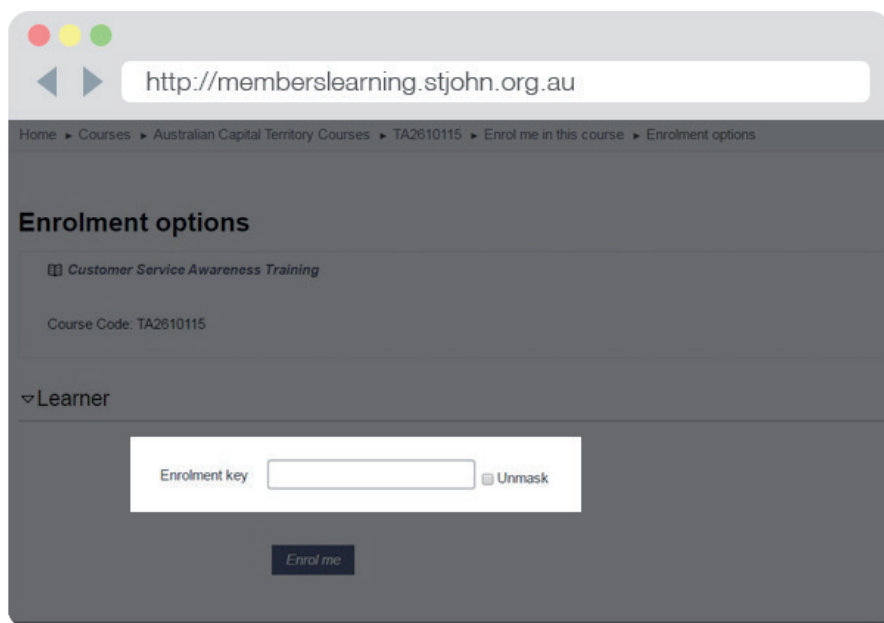 http://memberslearning.stjohn.org.au
Home ▸ Courses ▸ Australian Capital Territory Courses ▸ TA2610115 ▸ Enrol me in this course ▸ Enrolment options
Enrolment options
Customer Service Awareness Training
Course Code: TA2610115
Learner
Enrolment key Unmask
Enrol me